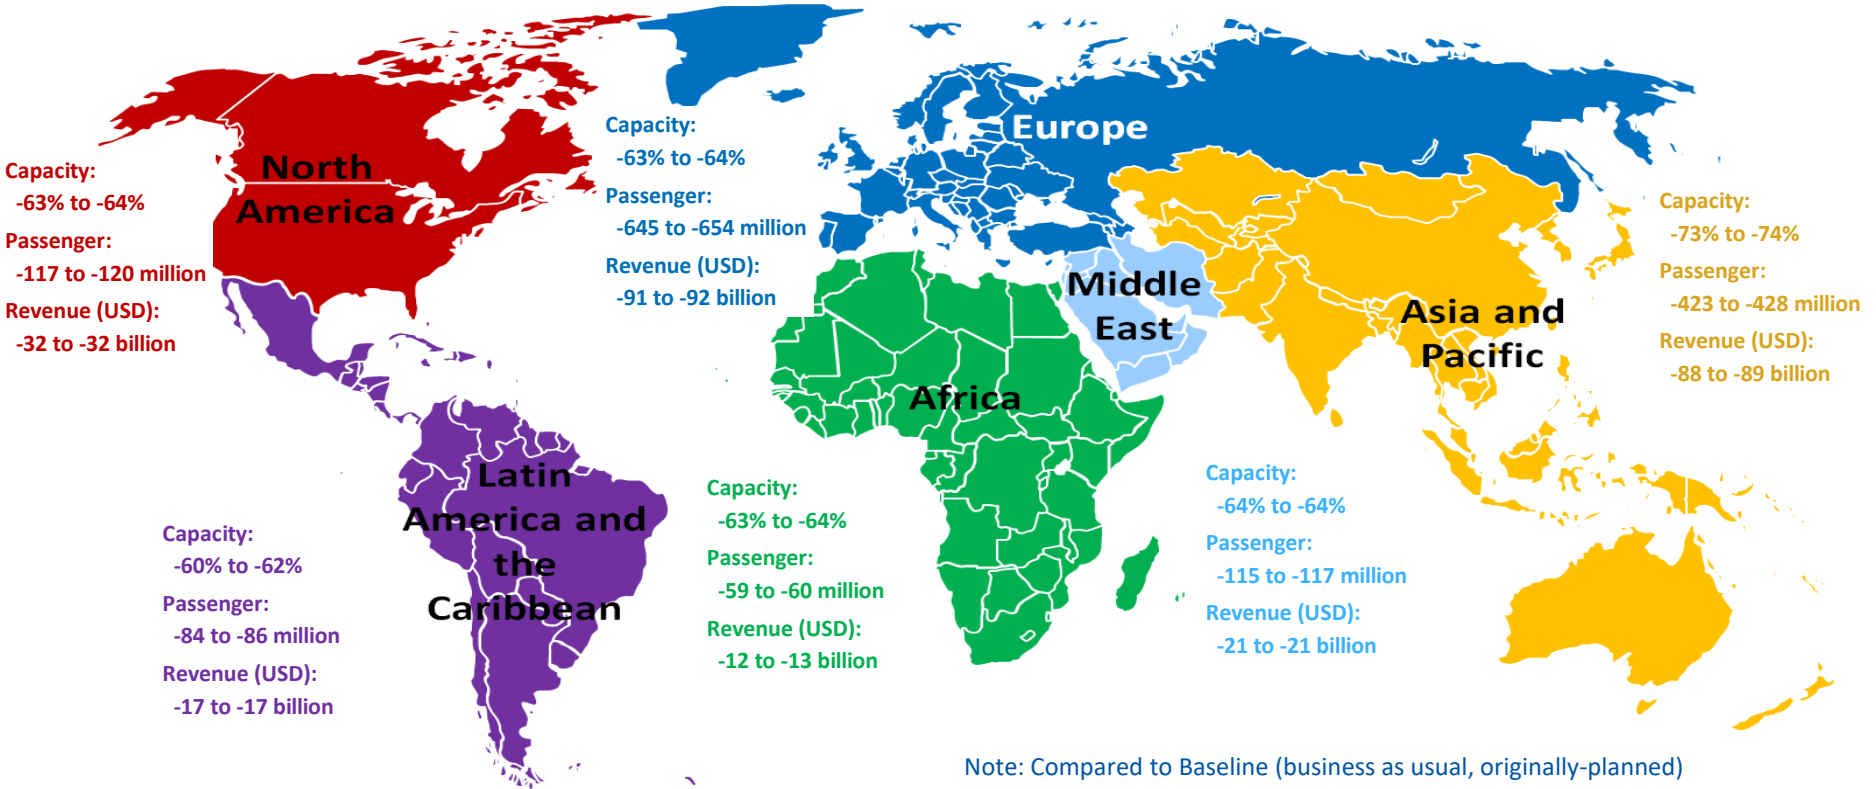 North
America
Capacity:
-63% to -64%
Passenger:
-117 to -120 million
Revenue (USD):
-32 to -32 billion
Capacity:
-63% to -64%
Passenger:
-645 to -654 million
Revenue (USD):
-91 to -92 billion
Europe
Middle
East
Asia and
Pacific
Capacity:
-73% to -74%
Passenger:
-423 to -428 million
Revenue (USD):
-88 to -89 billion
Africa
Latin
America and
the
Caribbean
Capacity:
-60% to -62%
Passenger:
-84 to -86 million
Revenue (USD):
-17 to -17 billion
Capacity:
-63% to -64%
Passenger:
-59 to -60 million
Revenue (USD):
-12 to -13 billion
Capacity:
-64% to -64%
Passenger:
-115 to -117 million
Revenue (USD):
-21 to -21 billion
Note: Compared to Baseline (business as usual, originally-planned)